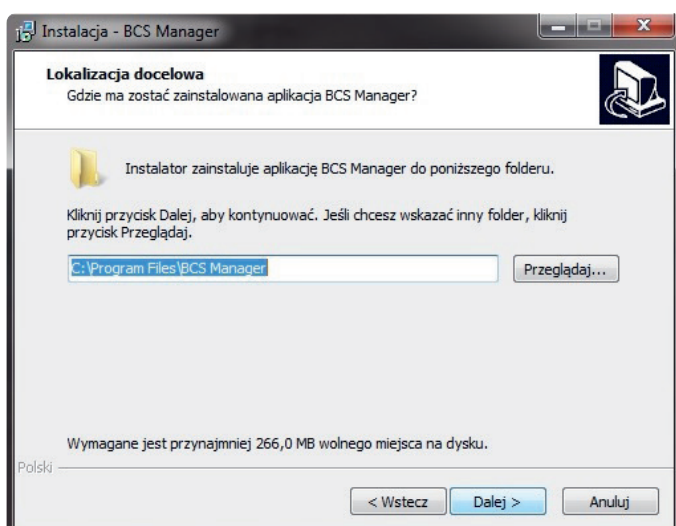 Instalacja - BCS Manager
Lokalizacja docelowa
Gdzie ma zostać zainstalowana aplikacja BCS Manager?
Instalator zainstaluje aplikację BCS Manager do poniższego folderu.
Kliknij przycisk Dalej, aby kontynuować. Jeśli chcesz wskazać inny folder, kliknij
przycisk Przeglądaj.
C:\Program Files\BCS Manager
Przeglądaj...
Wymagane jest przynajmniej 266,0 MB wolnego miejsca na dysku.
Polski
< Wstecz
Dalej >
Anuluj